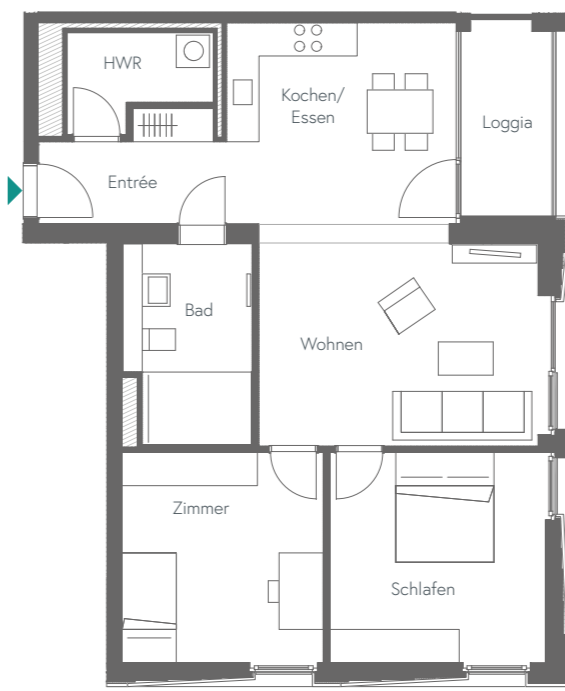 HWR
Kochen/
Essen
Loggia
Entrée
Bad
Wohnen
Zimmer
Schlafen